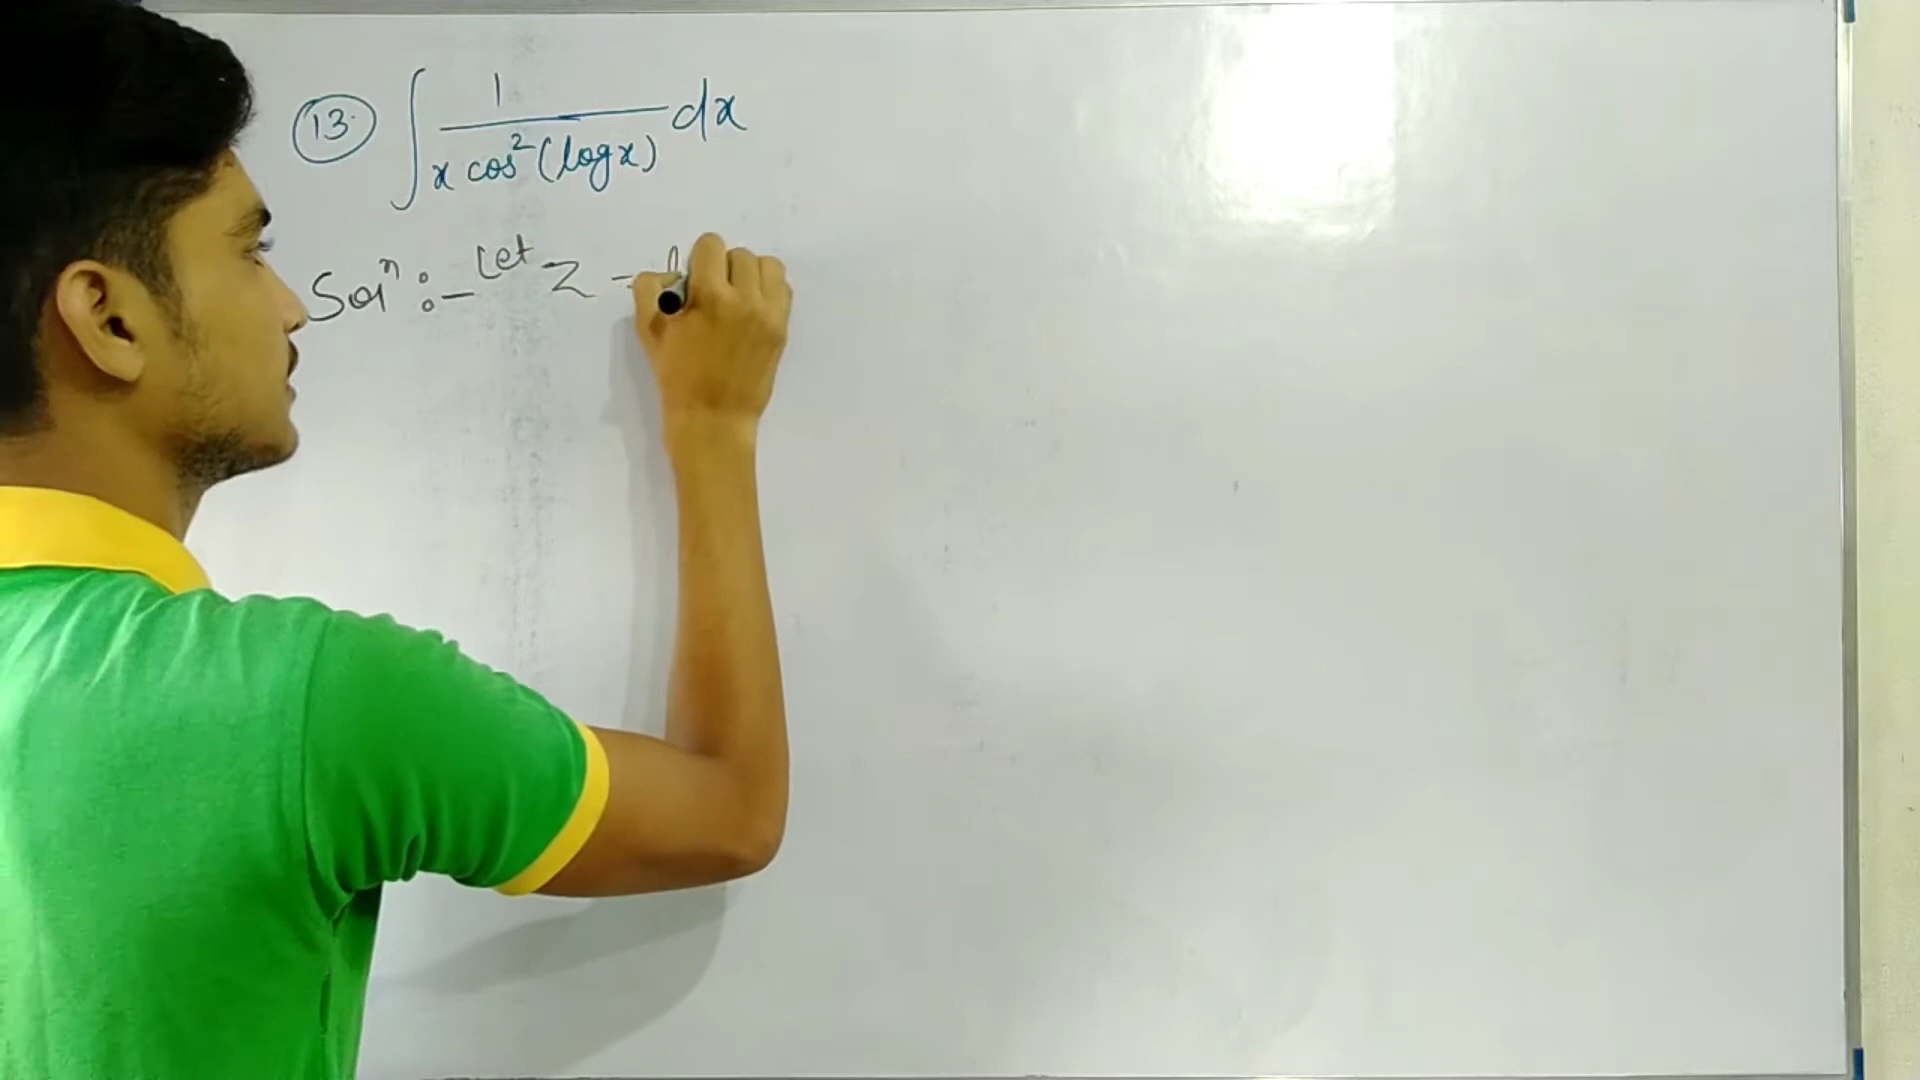 13. ∫ 1/(x cos²(log x)) dx
Solⁿ :- Let Z =